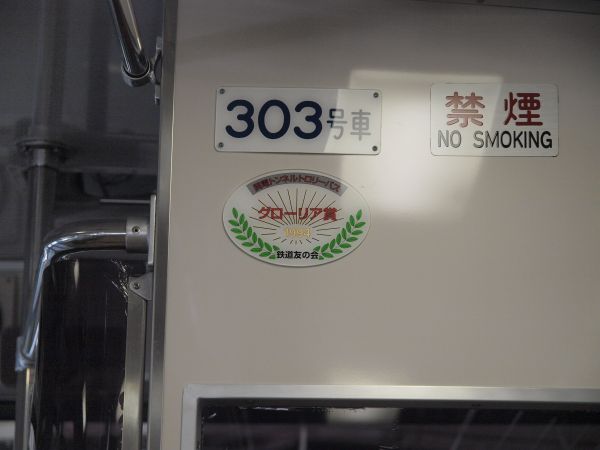 303号車
禁煙
NO SMOKING
関電トンネルトロリーバス
グローリア賞
1994
鉄道友の会